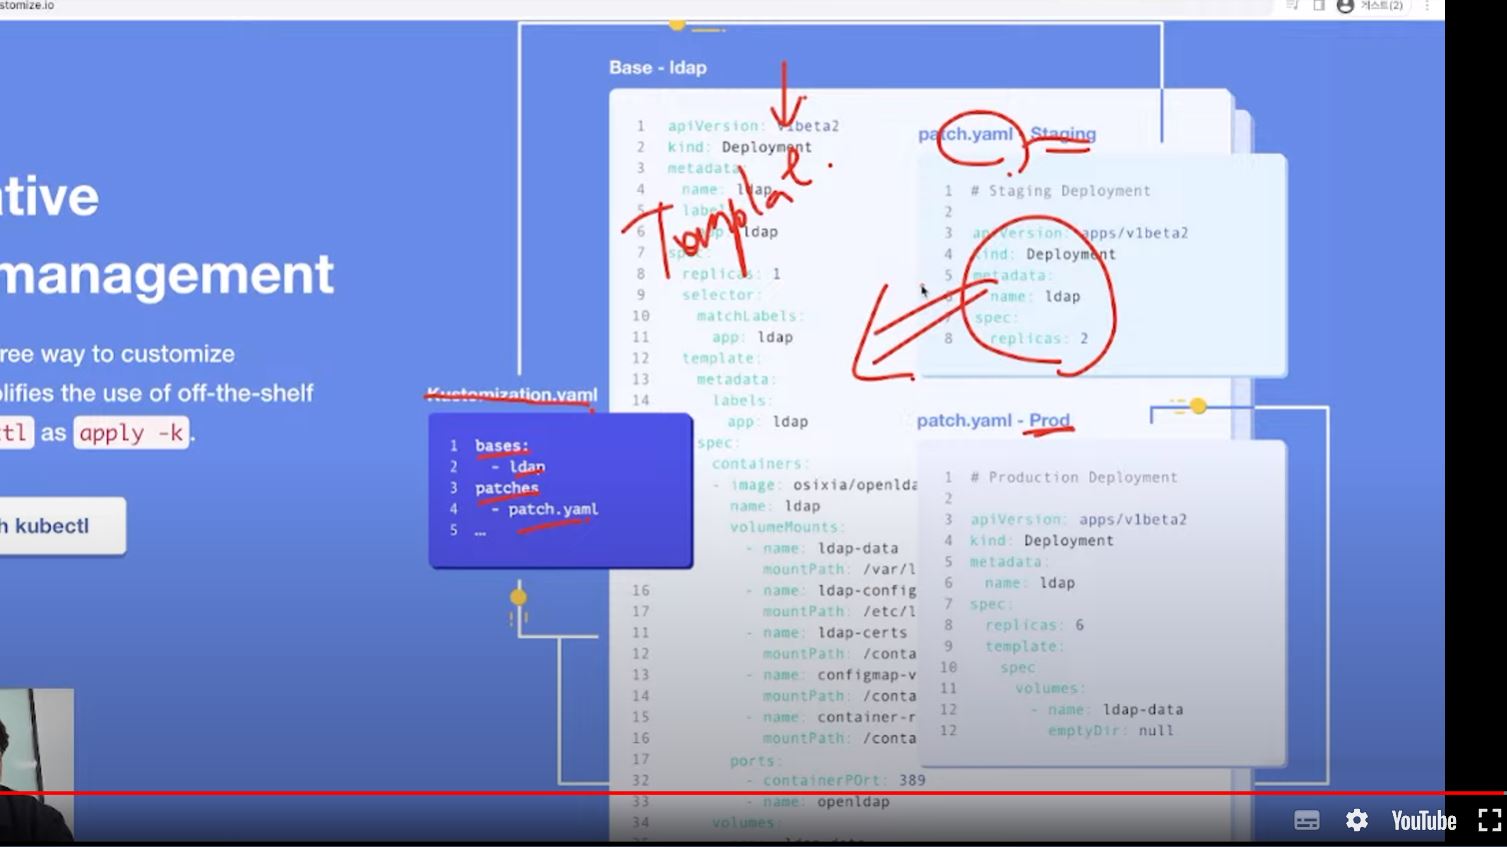 stomize.io
게스트(2)
ative
management
ree way to customize
plifies the use of off-the-shelf
ctl as apply -k.
h kubectl
Kustomization.yaml
1 bases:
2 - ldap
3 patches
4 - patch.yaml
5 …
Base - ldap
1 apiVersion: v1beta2
2 kind: Deployment
3 metadata:
4 name: ldap
5 label
6 app: ldap
7 spec:
8 replicas: 1
9 selector:
10 matchLabels:
11 app: ldap
12 template:
13 metadata:
14 labels:
app: ldap
spec:
containers:
- image: osixia/openlda
name: ldap
volumeMounts:
- name: ldap-data
mountPath: /var/l
16 - name: ldap-config
17 mountPath: /etc/l
11 - name: ldap-certs
12 mountPath: /conta
13 - name: configmap-v
14 mountPath: /conta
15 - name: container-r
16 mountPath: /conta
17 ports:
32 - containerPOrt: 389
33 - name: openldap
34 volumes:
Template.
patch.yaml - Staging
1 # Staging Deployment
2
3 apiVersion: apps/v1beta2
4 kind: Deployment
5 metadata:
6 name: ldap
7 spec:
8 replicas: 2
patch.yaml - Prod
1 # Production Deployment
2
3 apiVersion: apps/v1beta2
4 kind: Deployment
5 metadata:
6 name: ldap
7 spec:
8 replicas: 6
9 template:
10 spec
11 volumes:
12 - name: ldap-data
12 emptyDir: null
YouTube